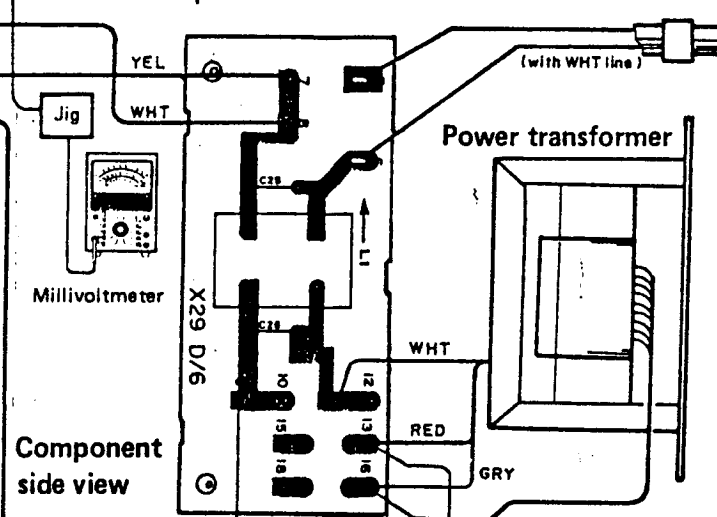 YEL
WHT
Jig
Millivoltmeter
(with WHT line)
Power transformer
7
C28
L1
X29 D/6
C29
WHT
10
12
15
13
RED
18
16
GRY
Component
side view